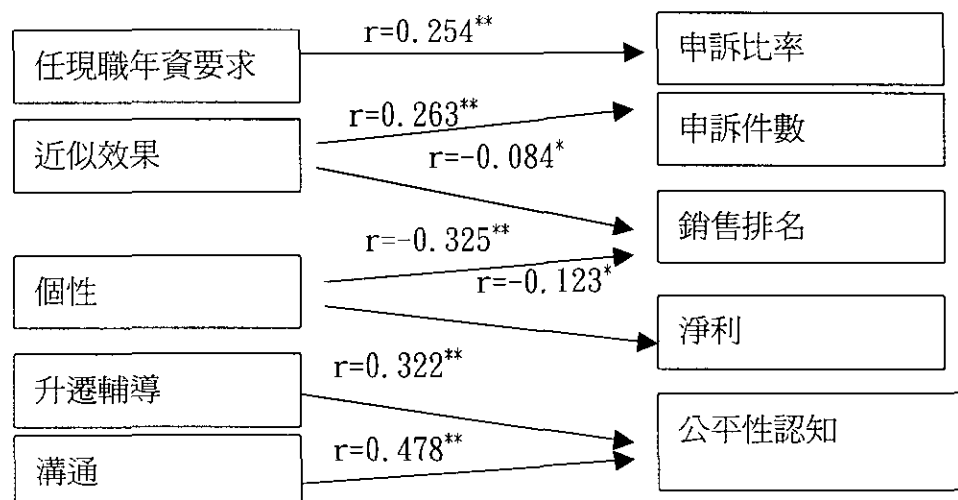 r=0.254**
任現職年資要求
申訴比率
r=0.263**
申訴件數
近似效果
r=-0.084*
銷售排名
r=-0.325**
個性
r=-0.123*
淨利
r=0.322**
升遷輔導
公平性認知
r=0.478**
溝通